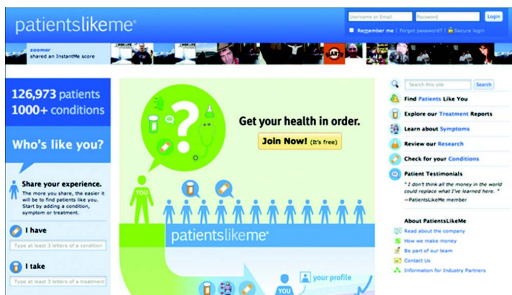 patientslikeme®
Username or Email
Password
Login
Remember me | Forgot password? | Secure login
zoomer
shared an InstantMe score
126,973 patients
1000+ conditions
Who's like you?
Share your experience.
The more you share, the easier it
will be to find patients like you.
Start by adding a condition,
symptom or treatment.
I have
Type at least 3 letters of a condition
I take
Type at least 3 letters of a treatment
?
Get your health in order.
Join Now! (It's free)
YOU
patientslikeme®
your profile
YOU
Search this site
Search
Find Patients Like You
Explore our Treatment Reports
Learn about Symptoms
Review our Research
Check for your Conditions
Patient Testimonials
"I don't think all the money in the world
could replace what I've learned here. "
—PatientsLikeMe member
About PatientsLikeMe
Read about the company
How we make money
Be part of our team
Contact Us
Information for Industry Partners